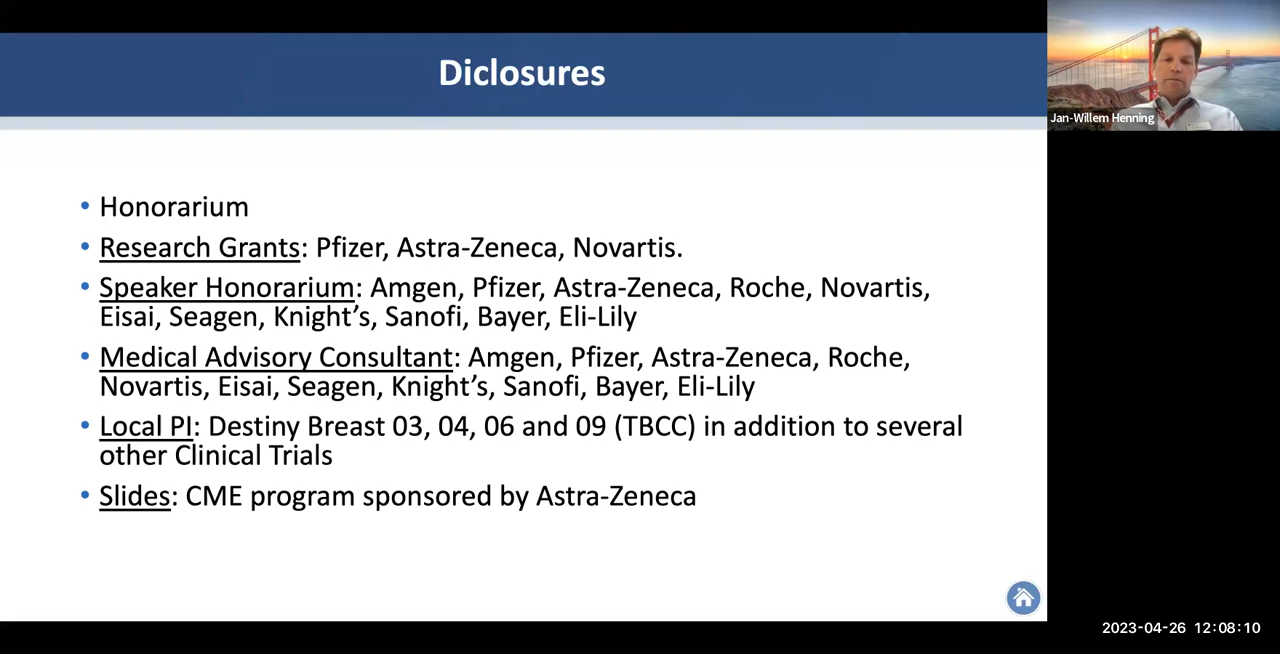 Diclosures
Jan-Willem Henning
• Honorarium
• Research Grants: Pfizer, Astra-Zeneca, Novartis.
• Speaker Honorarium: Amgen, Pfizer, Astra-Zeneca, Roche, Novartis,
Eisai, Seagen, Knight’s, Sanofi, Bayer, Eli-Lily
• Medical Advisory Consultant: Amgen, Pfizer, Astra-Zeneca, Roche,
Novartis, Eisai, Seagen, Knight’s, Sanofi, Bayer, Eli-Lily
• Local PI: Destiny Breast 03, 04, 06 and 09 (TBCC) in addition to several
other Clinical Trials
• Slides: CME program sponsored by Astra-Zeneca
2023-04-26 12:08:10